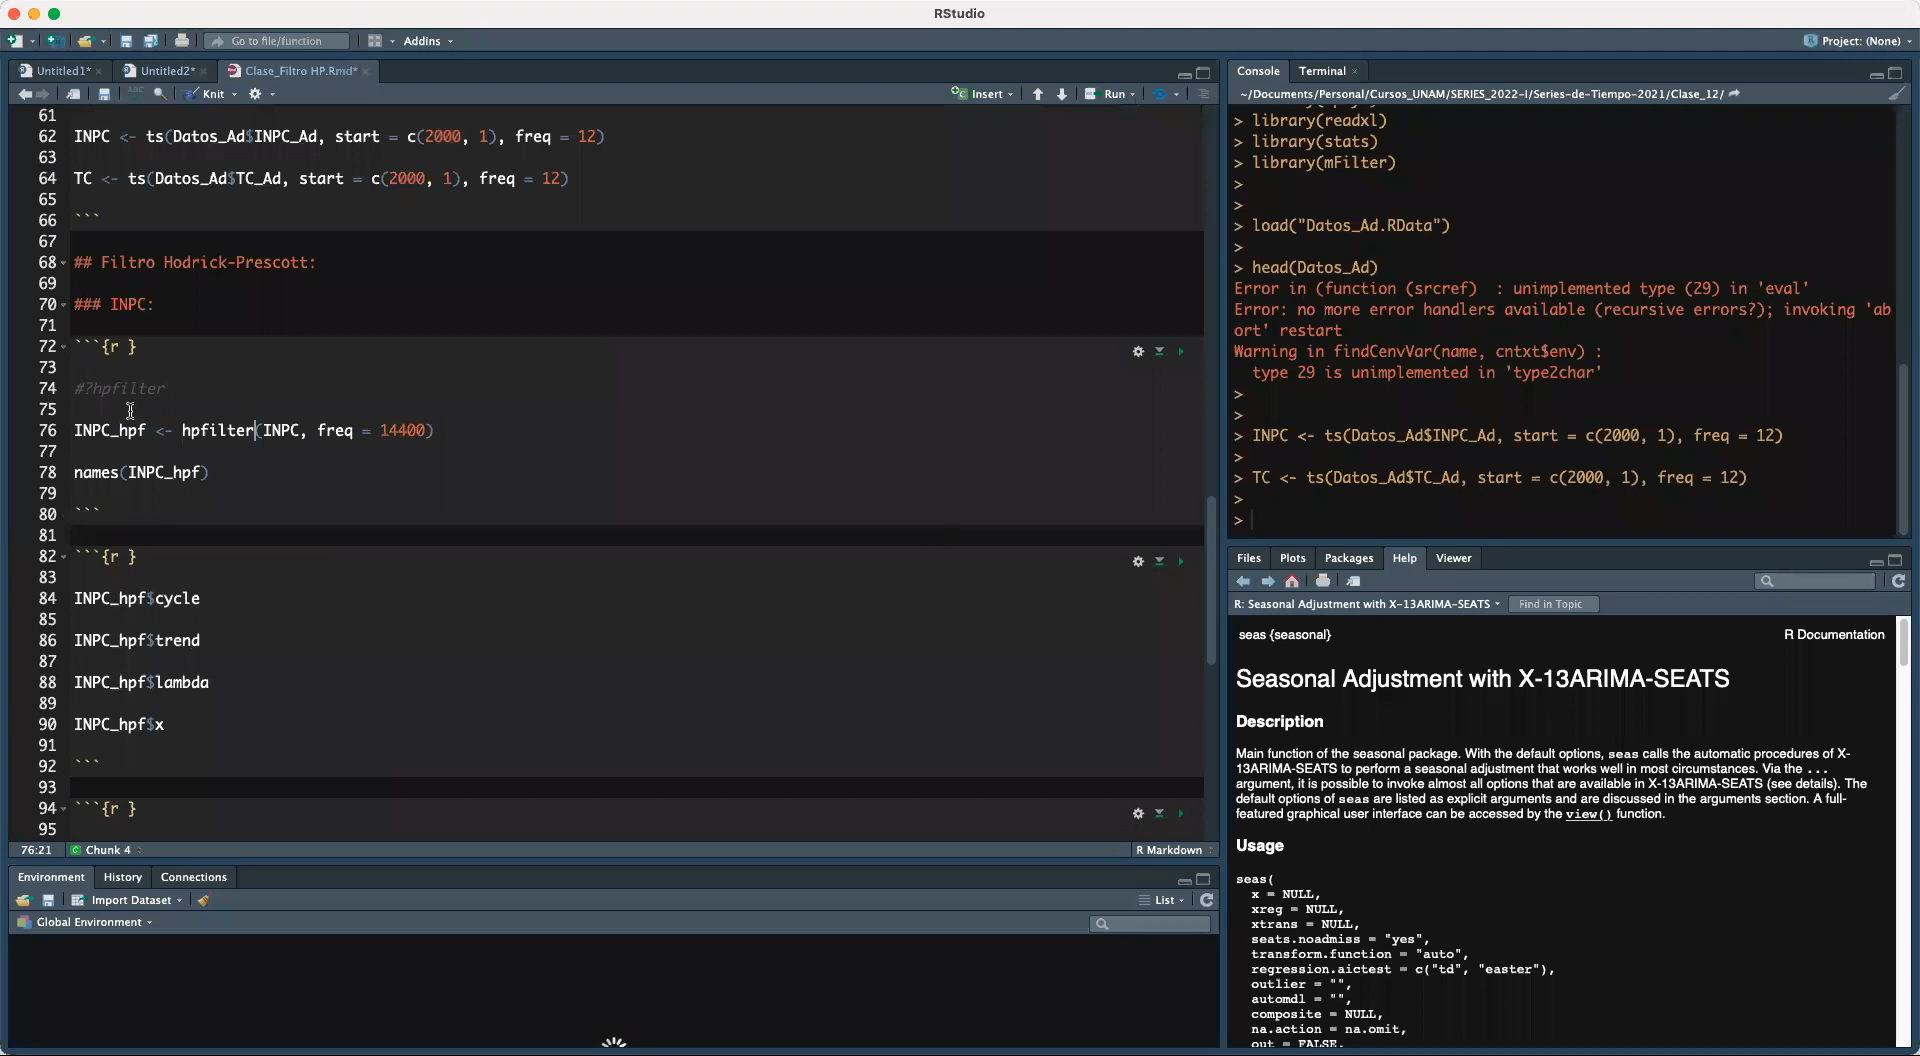 RStudio
Go to file/function
Addins
Project: (None)
Untitled1*
Untitled2*
Clase_Filtro HP.Rmd*
Knit
Insert
Run
61
62 INPC <- ts(Datos_Ad$INPC_Ad, start = c(2000, 1), freq = 12)
63
64 TC <- ts(Datos_Ad$TC_Ad, start = c(2000, 1), freq = 12)
65
66 ```
67
68 ## Filtro Hodrick-Prescott:
69
70 ### INPC:
71
72 ```{r }
73
74 #?hpfilter
75
76 INPC_hpf <- hpfilter(INPC, freq = 14400)
77
78 names(INPC_hpf)
79
80 ```
81
82 ```{r }
83
84 INPC_hpf$cycle
85
86 INPC_hpf$trend
87
88 INPC_hpf$lambda
89
90 INPC_hpf$x
91
92 ```
93
94 ```{r }
95
76:21 Chunk 4 R Markdown
Environment History Connections
Import Dataset List
Global Environment
Console Terminal
~/Documents/Personal/Cursos_UNAM/SERIES_2022-I/Series-de-Tiempo-2021/Clase_12/
> library(readxl)
> library(stats)
> library(mFilter)
>
>
> load("Datos_Ad.RData")
>
> head(Datos_Ad)
Error in (function (srcref)  : unimplemented type (29) in 'eval'
Error: no more error handlers available (recursive errors?); invoking 'ab
ort' restart
Warning in findCenvVar(name, cntxt$env) :
type 29 is unimplemented in 'type2char'
>
>
> INPC <- ts(Datos_Ad$INPC_Ad, start = c(2000, 1), freq = 12)
>
> TC <- ts(Datos_Ad$TC_Ad, start = c(2000, 1), freq = 12)
>
>
Files Plots Packages Help Viewer
R: Seasonal Adjustment with X-13ARIMA-SEATS Find in Topic
seas {seasonal} R Documentation
Seasonal Adjustment with X-13ARIMA-SEATS
Description
Main function of the seasonal package. With the default options, seas calls the automatic procedures of X-
13ARIMA-SEATS to perform a seasonal adjustment that works well in most circumstances. Via the ...
argument, it is possible to invoke almost all options that are available in X-13ARIMA-SEATS (see details). The
default options of seas are listed as explicit arguments and are discussed in the arguments section. A full-
featured graphical user interface can be accessed by the view() function.
Usage
seas(
x = NULL,
xreg = NULL,
xtrans = NULL,
seats.noadmiss = "yes",
transform.function = "auto",
regression.aictest = c("td", "easter"),
outlier = "",
automdl = "",
composite = NULL,
na.action = na.omit,
out = FALSE,